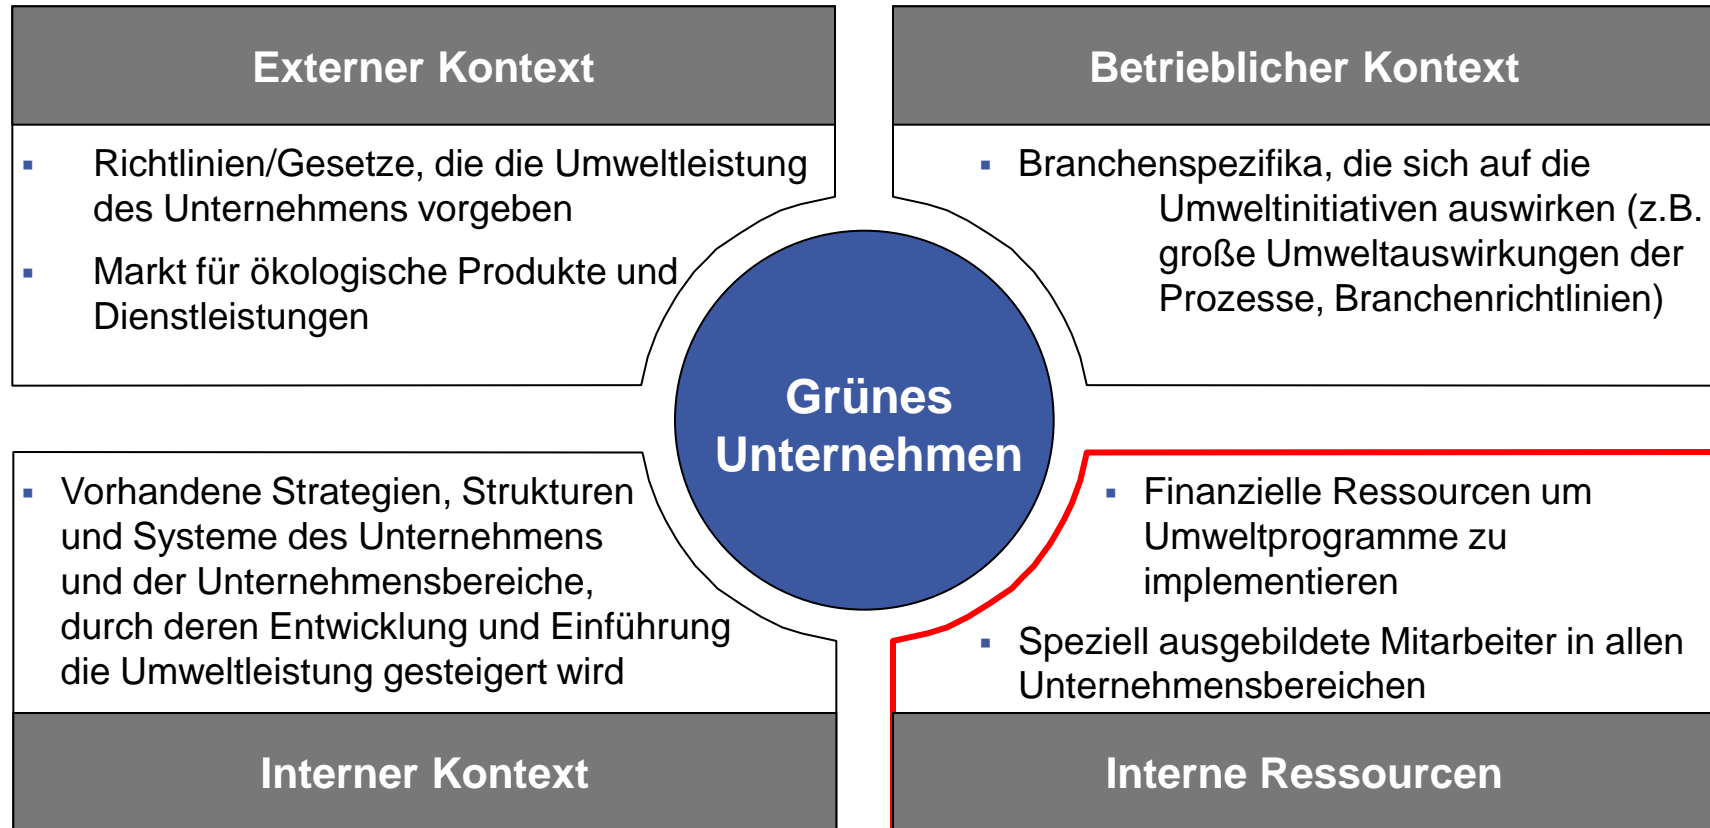 Externer Kontext
▪ Richtlinien/Gesetze, die die Umweltleistung
des Unternehmens vorgeben
▪ Markt für ökologische Produkte und
Dienstleistungen
Betrieblicher Kontext
▪ Branchenspezifika, die sich auf die
Umweltinitiativen auswirken (z.B.
große Umweltauswirkungen der
Prozesse, Branchenrichtlinien)
Grünes
Unternehmen
▪ Vorhandene Strategien, Strukturen
und Systeme des Unternehmens
und der Unternehmensbereiche,
durch deren Entwicklung und Einführung
die Umweltleistung gesteigert wird
Interner Kontext
▪ Finanzielle Ressourcen um
Umweltprogramme zu
implementieren
▪ Speziell ausgebildete Mitarbeiter in allen
Unternehmensbereichen
Interne Ressourcen